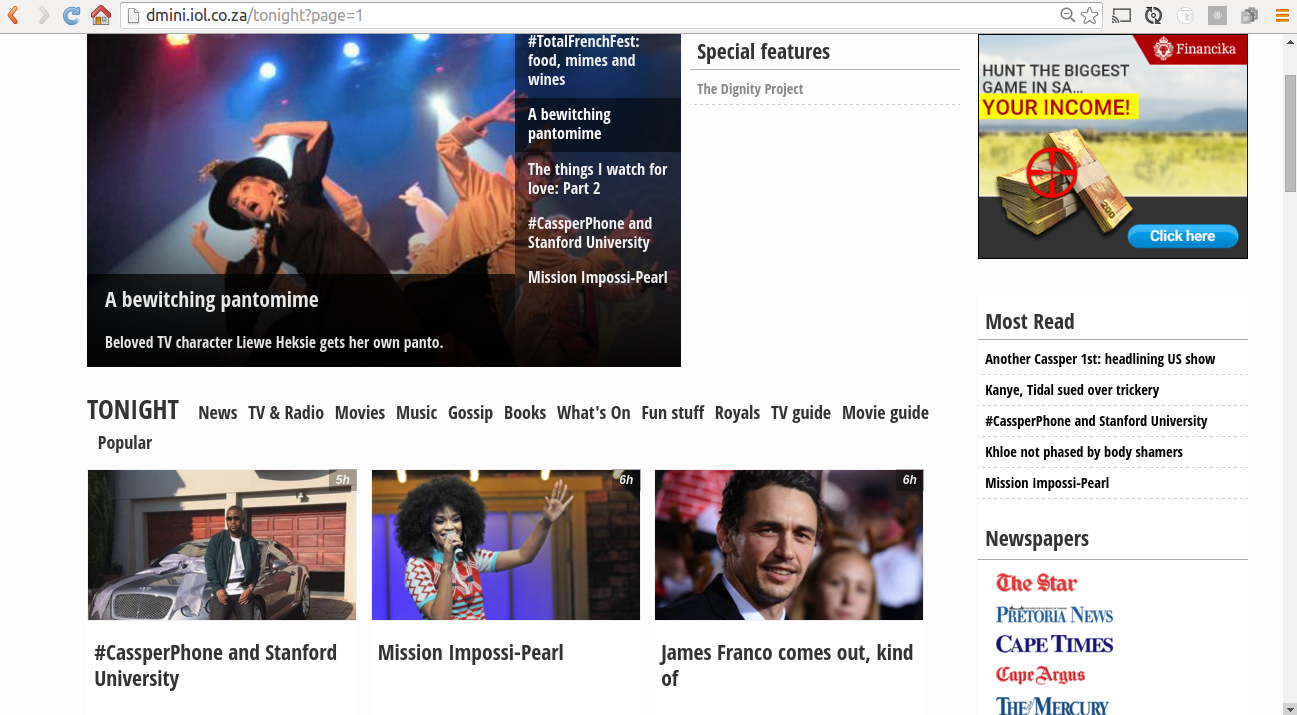 dmini.iol.co.za/tonight?page=1
#TotalFrenchFest:
food, mimes and
wines
A bewitching
pantomime
The things I watch for
love: Part 2
#CassperPhone and
Stanford University
Mission Impossi-Pearl
A bewitching pantomime
Beloved TV character Liewe Heksie gets her own panto.
Special features
The Dignity Project
Financika
HUNT THE BIGGEST
GAME IN SA...
YOUR INCOME!
200
Click here
TONIGHT News TV & Radio Movies Music Gossip Books What's On Fun stuff Royals TV guide Movie guide
Popular
5h
6h
6h
#CassperPhone and Stanford
University
Mission Impossi-Pearl
James Franco comes out, kind
of
Most Read
Another Cassper 1st: headlining US show
Kanye, Tidal sued over trickery
#CassperPhone and Stanford University
Khloe not phased by body shamers
Mission Impossi-Pearl
Newspapers
The Star
PRETORIA NEWS
CAPE TIMES
Cape Argus
THE MERCURY